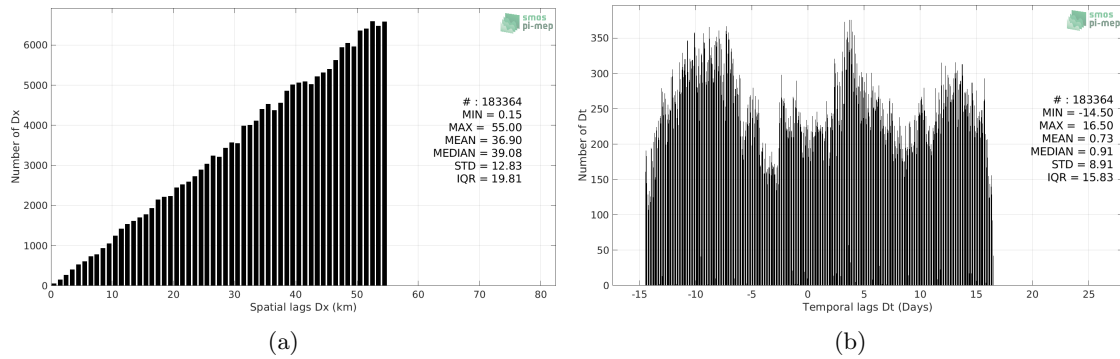 smos
pi-mep
6000
5000
4000
3000
2000
1000
0
Number of Dx
# : 183364
MIN = 0.15
MAX = 55.00
MEAN = 36.90
MEDIAN = 39.08
STD = 12.83
IQR = 19.81
0 10 20 30 40 50 60 70 80
Spatial lags Dx (km)
(a)
smos
pi-mep
350
300
250
200
150
100
50
0
Number of Dt
# : 183364
MIN = -14.50
MAX = 16.50
MEAN = 0.73
MEDIAN = 0.91
STD = 8.91
IQR = 15.83
-15 -10 -5 0 5 10 15 20 25
Temporal lags Dt (Days)
(b)